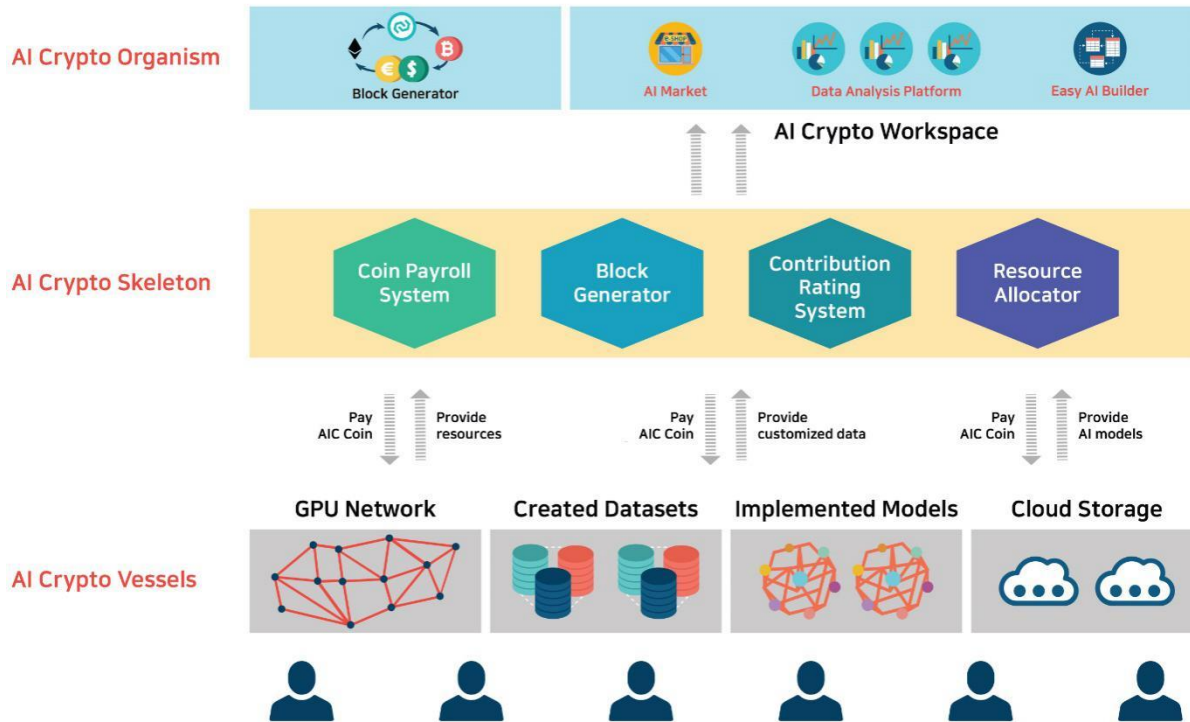 AI Crypto Organism
Block Generator
E-SHOP
AI Market
Data Analysis Platform
Easy AI Builder
AI Crypto Workspace
AI Crypto Skeleton
Coin Payroll
System
Block
Generator
Contribution
Rating
System
Resource
Allocator
Pay
AIC Coin
Provide
resources
Pay
AIC Coin
Provide
customized data
Pay
AIC Coin
Provide
AI models
GPU Network
Created Datasets
Implemented Models
Cloud Storage
AI Crypto Vessels